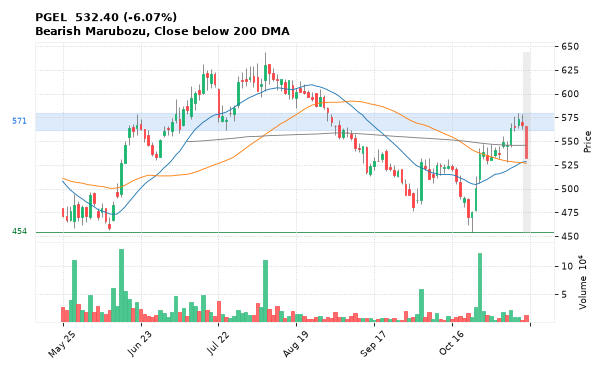 PGEL 532.40 (-6.07%)
Bearish Marubozu, Close below 200 DMA
650
625
600
575
571
550
525
500
475
454
450
Price
10
5
Volume 10⁴
May 25
Jun 23
Jul 22
Aug 19
Sep 17
Oct 16